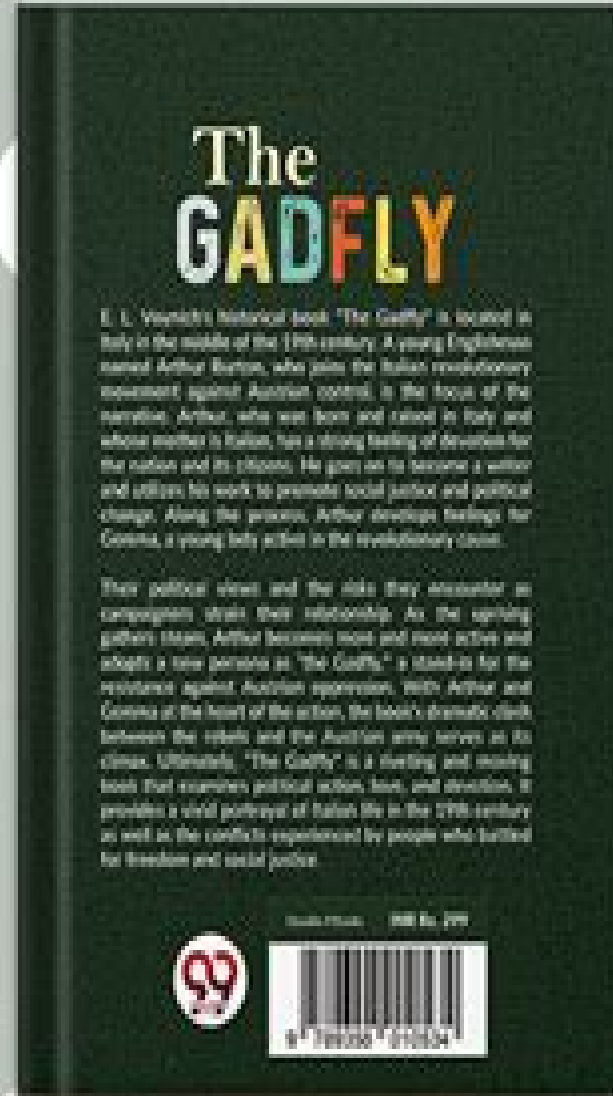 The
GADFLY
E. L. Voynich's historical book "The Gadfly" is located in
Italy in the middle of the 19th century. A young Englishman
named Arthur Burton, who joins the Italian revolutionary
movement against Austrian control, is the focus of the
narrative. Arthur, who was born and raised in Italy and
whose mother is Italian, has a strong feeling of devotion for
the nation and its citizens. He goes on to become a writer
and utilizes his work to promote social justice and political
change. Along the process, Arthur develops feelings for
Gemma, a young lady active in the revolutionary cause.
Their political views and the risks they encounter as
campaigners strain their relationship. As the uprising
gathers steam, Arthur becomes more and more active and
adopts a new persona as "the Gadfly," a stand-in for the
resistance against Austrian oppression. With Arthur and
Gemma at the heart of the action, the book's dramatic clash
between the rebels and the Austrian army serves as its
climax. Ultimately, "The Gadfly" is a riveting and moving
book that examines political action, love, and devotion. It
provides a vivid portrayal of Italian life in the 19th century
as well as the conflicts experienced by people who battled
for freedom and social justice.
INR Rs. 299